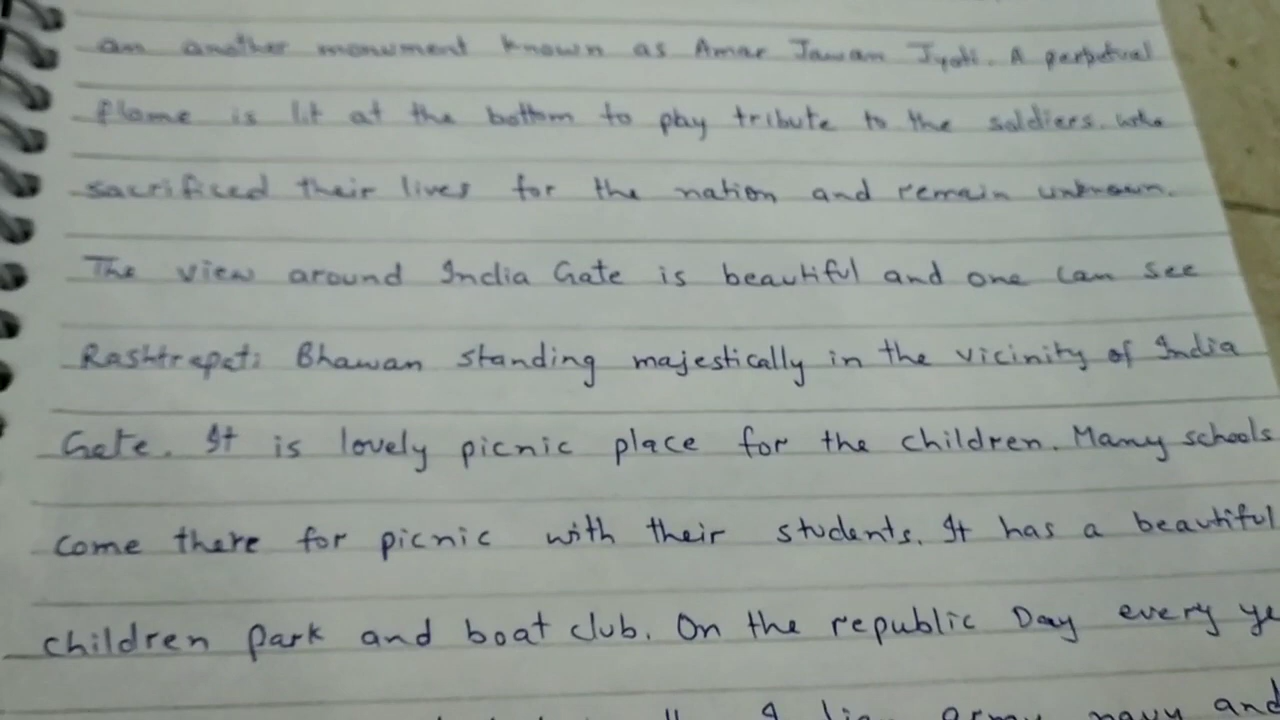 an another monument known as Amar Jawan Jyoti. A perpetual
flame is lit at the bottom to pay tribute to the soldiers. who
sacrificed their lives for the nation and remain unknown.
The view around India Gate is beautiful and one can see
Rashtrapati Bhawan standing majestically in the vicinity of India
Gate. It is lovely picnic place for the children. Many schools
come there for picnic with their students. It has a beautiful
children park and boat club. On the republic Day every ye
army navy and